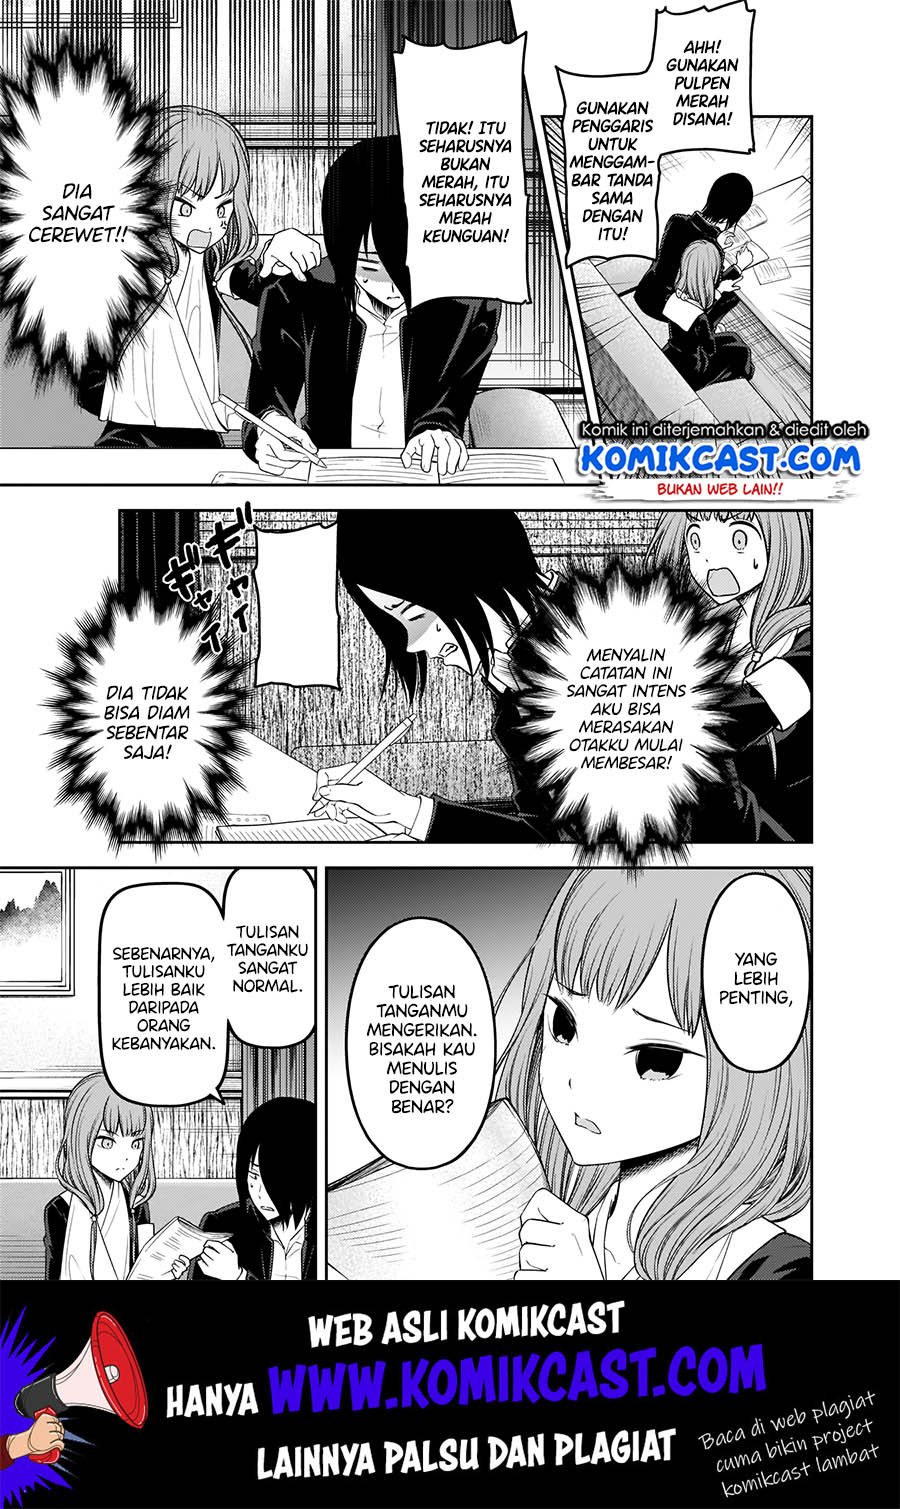 AHH!
GUNAKAN
PULPEN
MERAH
DISANA!
GUNAKAN
PENGGARIS
UNTUK
MENGGAM-
BAR TANDA
SAMA
DENGAN
ITU!
TIDAK! ITU
SEHARUSNYA
BUKAN
MERAH, ITU
SEHARUSNYA
MERAH
KEUNGUAN!
DIA
SANGAT
CEREWET!!
Komik ini diterjemahkan & diedit oleh
KOMIKCAST.COM
BUKAN WEB LAIN!!
MENYALIN
CATATAN INI
SANGAT INTENS
AKU BISA
MERASAKAN
OTAKKU MULAI
MEMBESAR!
ギャイ
ギャイ
DIA TIDAK
BISA DIAM
SEBENTAR
SAJA!
YANG
LEBIH
PENTING,
TULISAN
TANGANMU
MENGERIKAN.
BISAKAH KAU
MENULIS
DENGAN
BENAR?
TULISAN
TANGANKU
SANGAT
NORMAL.
SEBENARNYA,
TULISANKU
LEBIH BAIK
DARIPADA
ORANG
KEBANYAKAN.
WEB ASLI KOMIKCAST
HANYA WWW.KOMIKCAST.COM
LAINNYA PALSU DAN PLAGIAT
Baca di web plagiat
cuma bikin project
komikcast lambat